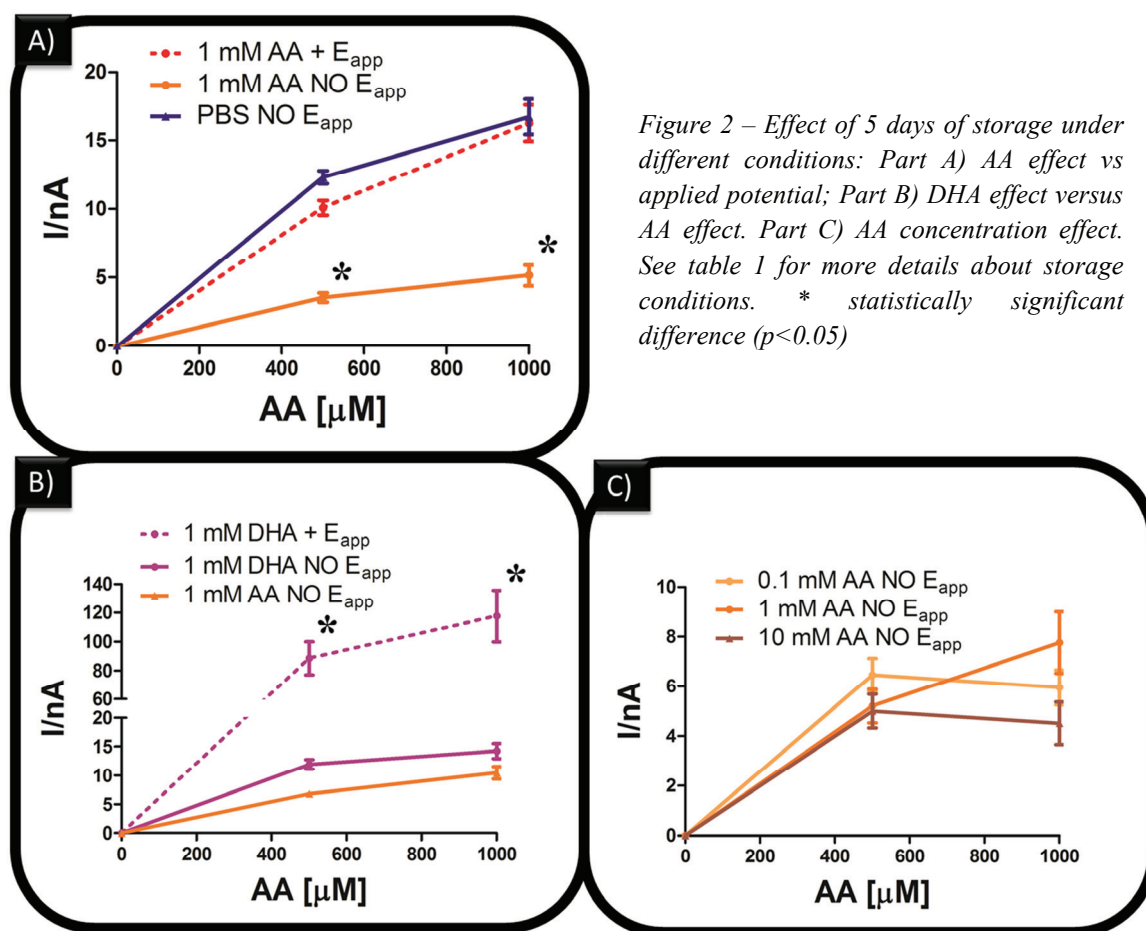 A)
1 mM AA + Eapp
1 mM AA NO Eapp
PBS NO Eapp
20
15
10
5
0
I/nA
*
*
0
200
400
600
800
1000
AA [µM]
Figure 2 – Effect of 5 days of storage under
different conditions: Part A) AA effect vs
applied potential; Part B) DHA effect versus
AA effect. Part C) AA concentration effect.
See table 1 for more details about storage
conditions. * statistically significant
difference (p<0.05)
B)
1 mM DHA + Eapp
1 mM DHA NO Eapp
1 mM AA NO Eapp
140
120
100
80
60
20
15
10
5
0
I/nA
*
*
0
200
400
600
800
1000
AA [µM]
C)
0.1 mM AA NO Eapp
1 mM AA NO Eapp
10 mM AA NO Eapp
10
8
6
4
2
0
I/nA
0
200
400
600
800
1000
AA [µM]